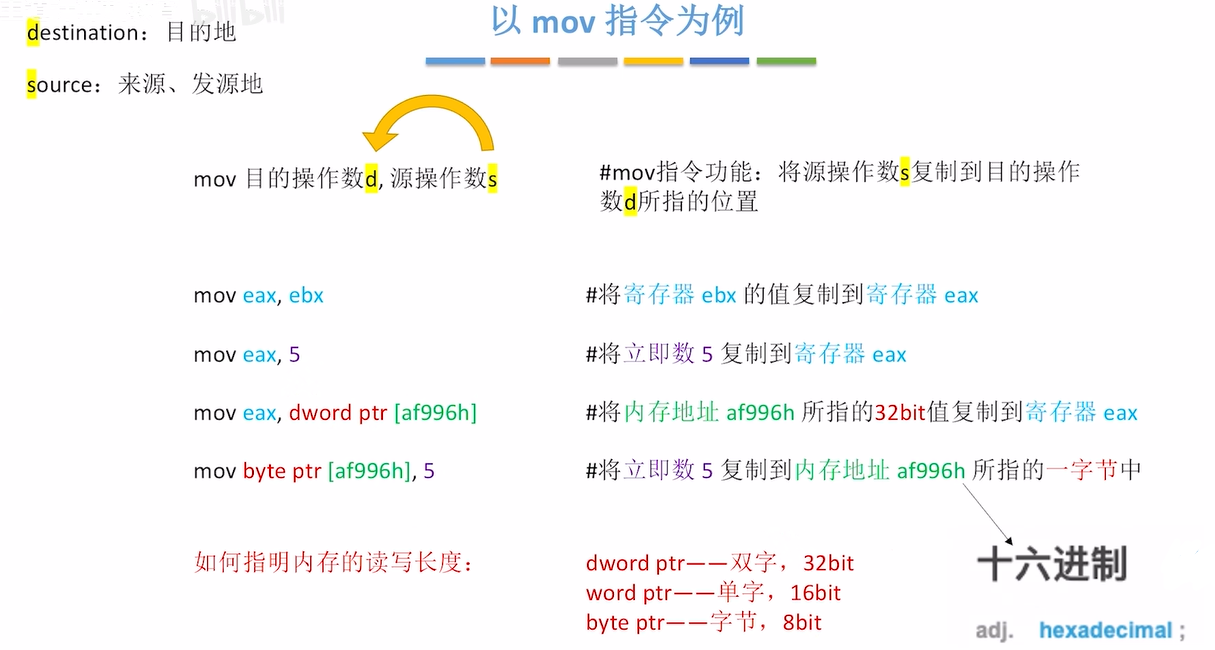 bilibili
以 mov 指令为例
destination：目的地
source：来源、发源地
mov 目的操作数d, 源操作数s
#mov指令功能：将源操作数s复制到目的操作
数d所指的位置
mov eax, ebx
#将寄存器 ebx 的值复制到寄存器 eax
mov eax, 5
#将立即数 5 复制到寄存器 eax
mov eax, dword ptr [af996h]
#将内存地址 af996h 所指的32bit值复制到寄存器 eax
mov byte ptr [af996h], 5
#将立即数 5 复制到内存地址 af996h 所指的一字节中
如何指明内存的读写长度：
dword ptr——双字，32bit
word ptr——单字，16bit
byte ptr——字节，8bit
十六进制
adj. hexadecimal ;